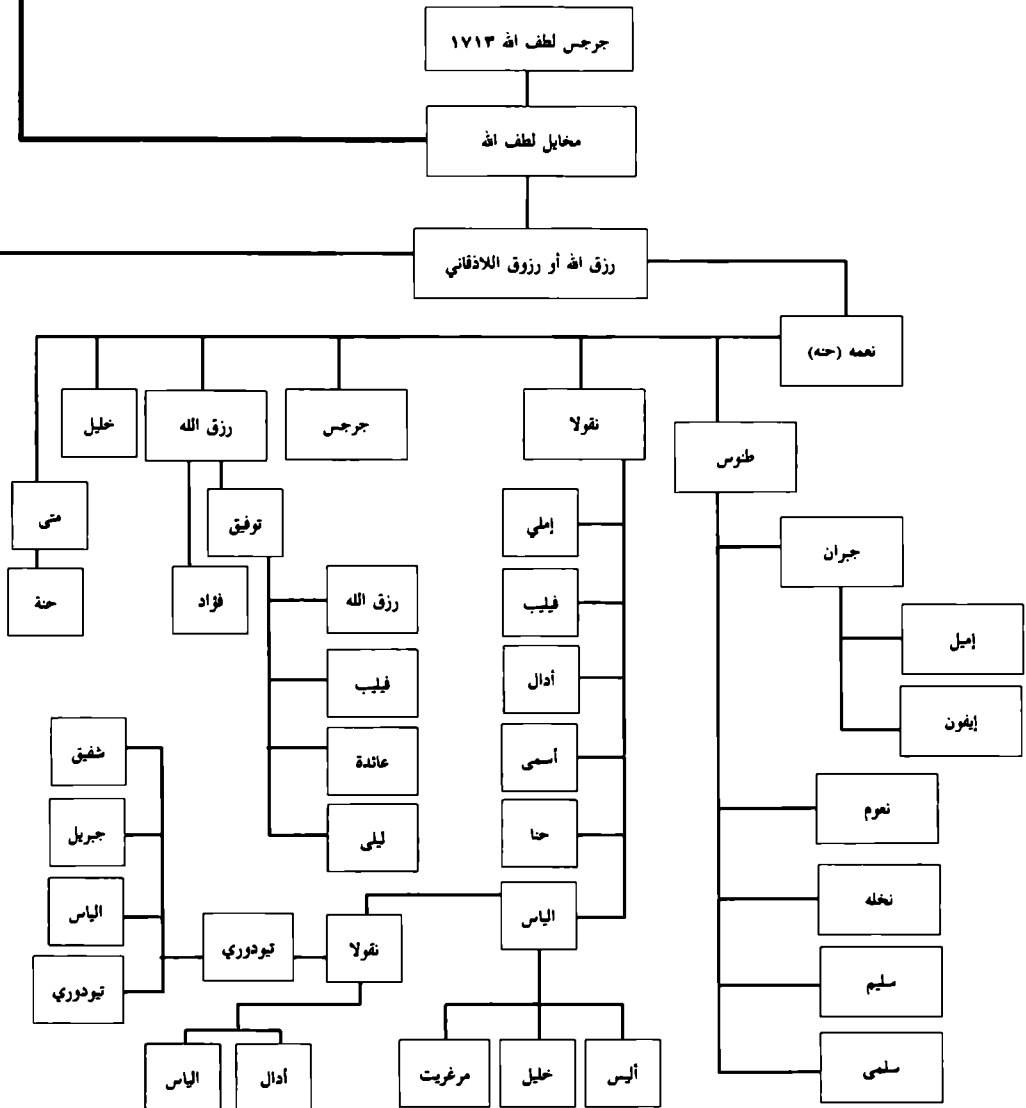 جرجس لطف الله ١٧١٣
مخايل لطف الله
رزق الله أو رزوق اللاذقاني
نعمه (حنه)
طنوس
نقولا
جرجس
رزق الله
خليل
متى
حنة
جبران
إميل
إيفون
نعوم
نخله
سليم
سلمى
إملي
فيليب
أدال
أسمى
حنا
الياس
أليس
خليل
مرغريت
نقولا
أدال
الياس
تيودوري
شفيق
جبريل
الياس
تيودوري
توفيق
فؤاد
رزق الله
فيليب
عائدة
ليلى